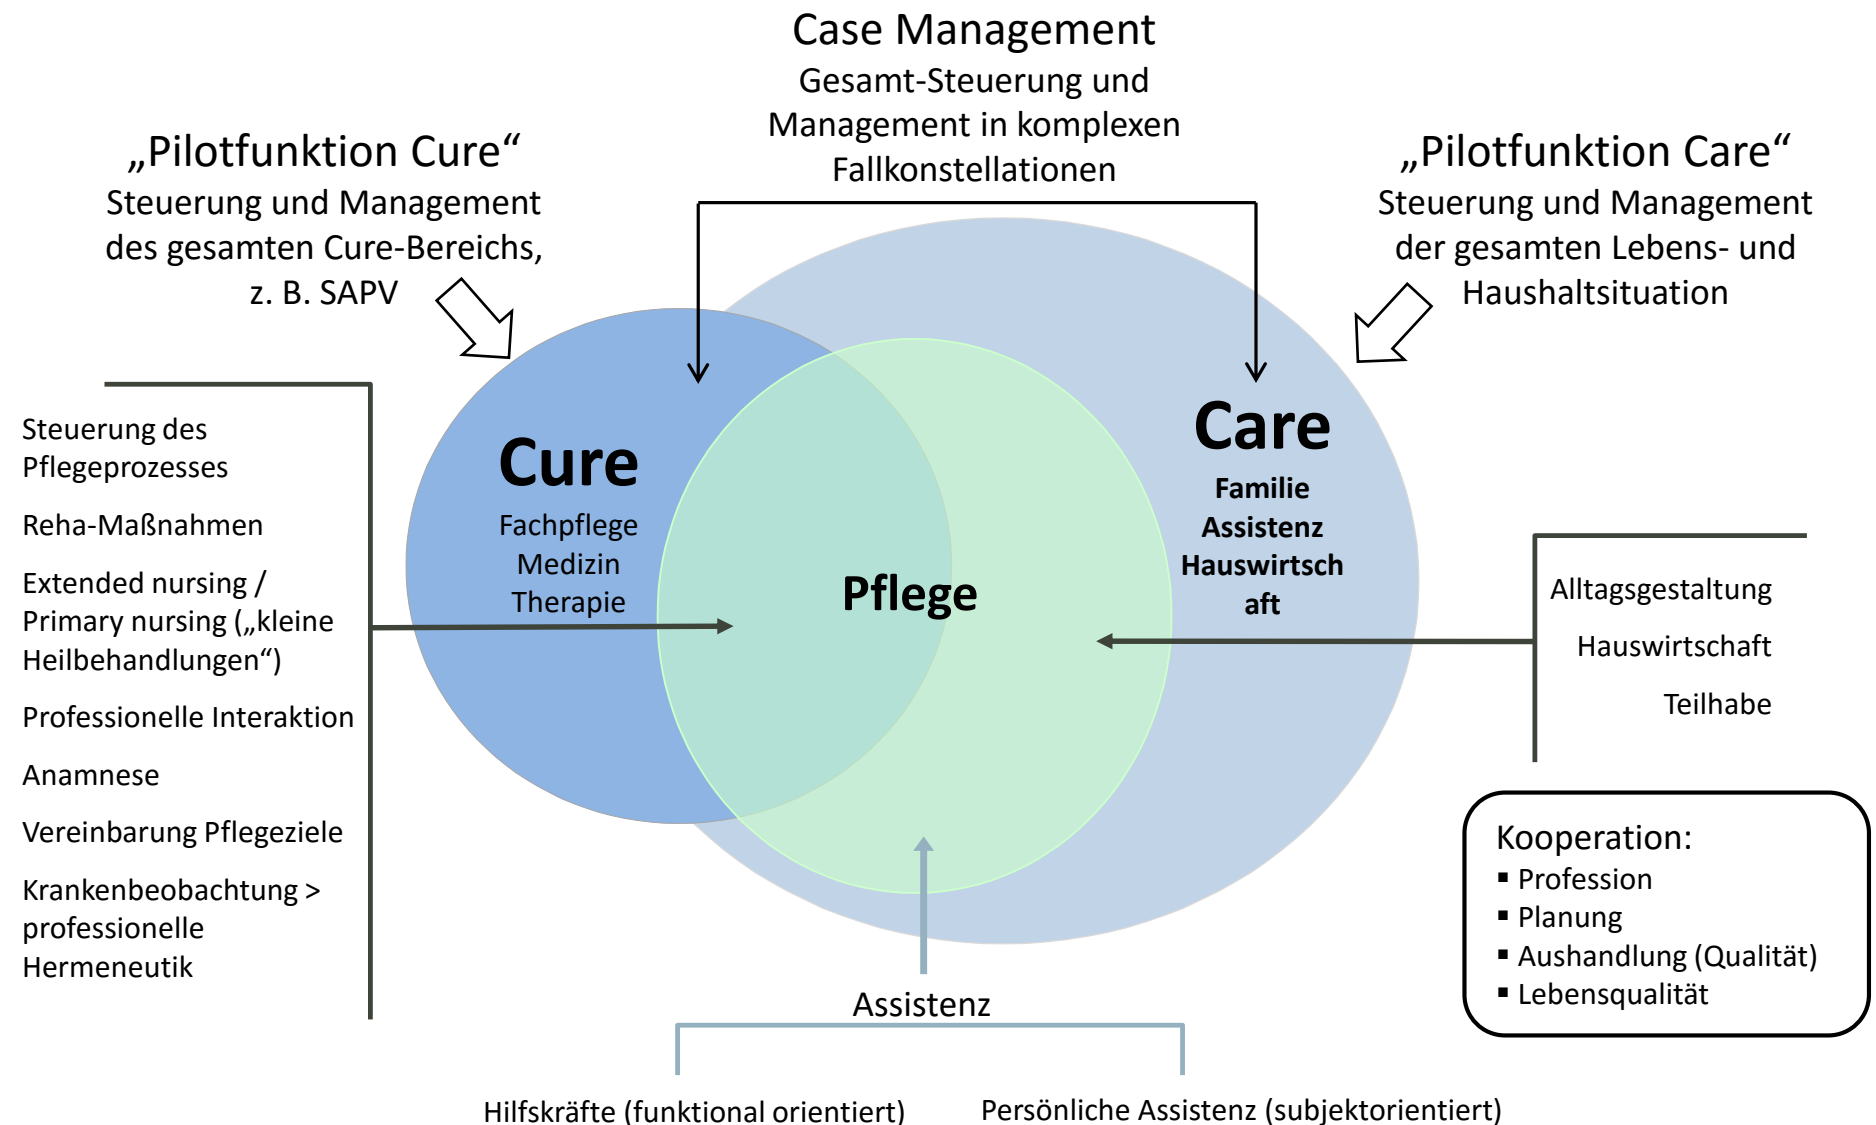 Case Management
Gesamt-Steuerung und
Management in komplexen
Fallkonstellationen
„Pilotfunktion Cure“
Steuerung und Management
des gesamten Cure-Bereichs,
z. B. SAPV
„Pilotfunktion Care“
Steuerung und Management
der gesamten Lebens- und
Haushaltsituation
Steuerung des
Pflegeprozesses
Reha-Maßnahmen
Extended nursing /
Primary nursing („kleine
Heilbehandlungen“)
Professionelle Interaktion
Anamnese
Vereinbarung Pflegeziele
Krankenbeobachtung >
professionelle
Hermeneutik
Cure
Fachpflege
Medizin
Therapie
Pflege
Care
Familie
Assistenz
Hauswirtsch
aft
Alltagsgestaltung
Hauswirtschaft
Teilhabe
Kooperation:
▪ Profession
▪ Planung
▪ Aushandlung (Qualität)
▪ Lebensqualität
Assistenz
Hilfskräfte (funktional orientiert)
Persönliche Assistenz (subjektorientiert)